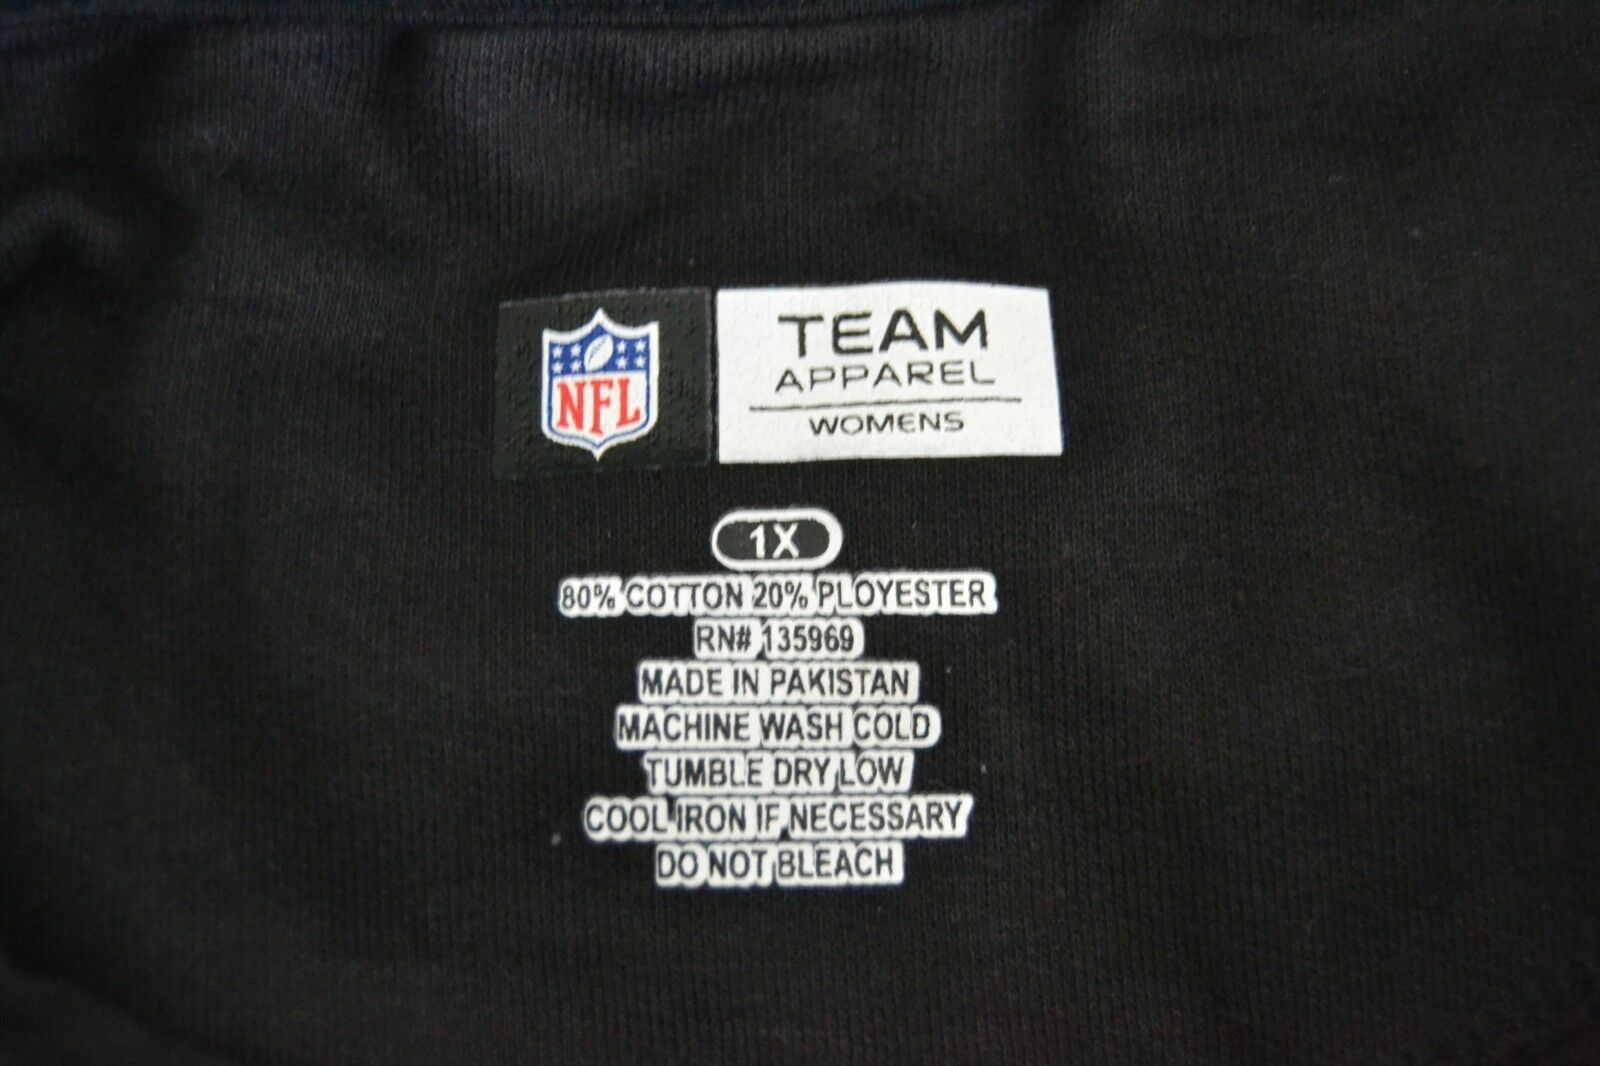 NFL
TEAM
APPAREL
WOMENS
1X
80% COTTON 20% PLOYESTER
RN# 135969
MADE IN PAKISTAN
MACHINE WASH COLD
TUMBLE DRY LOW
COOL IRON IF NECESSARY
DO NOT BLEACH